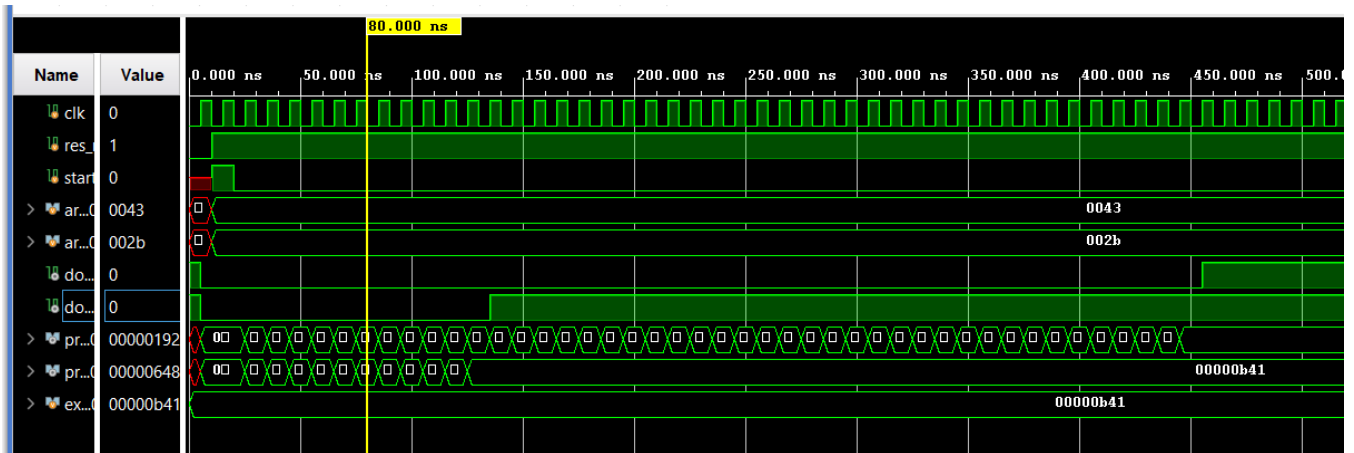 80.000 ns
Name Value 0.000 ns 50.000 ns 100.000 ns 150.000 ns 200.000 ns 250.000 ns 300.000 ns 350.000 ns 400.000 ns 450.000 ns 500.0
clk 0
res_ 1
start 0
ar... 0043 0043
ar... 002b 002b
do... 0
do... 0
pr... 00000192 0
pr... 00000648 0 00000b41
ex... 00000b41 00000b41